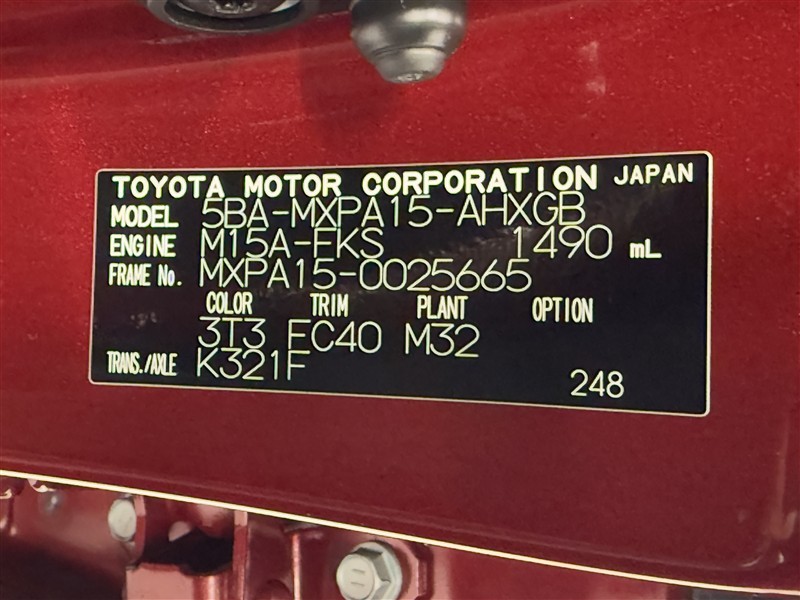 TOYOTA MOTOR CORPORATION JAPAN
MODEL 5BA-MXPA15-AHXGB
ENGINE M15A-FKS 1490 mL
FRAME No. MXPA15-0025665
COLOR TRIM PLANT OPTION
3T3 FC40 M32
TRANS./AXLE K321F
248